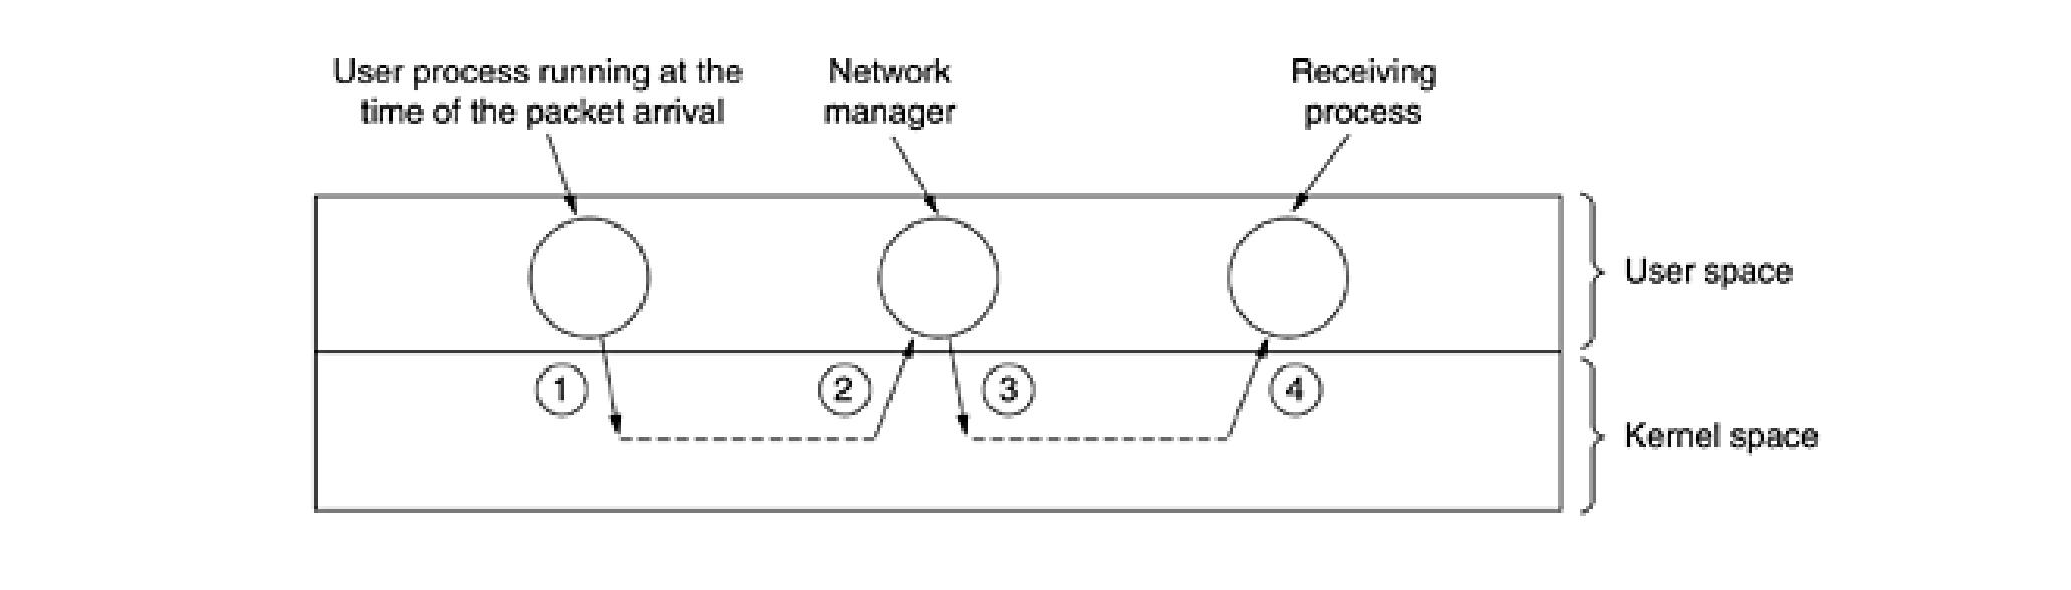 User process running at the
time of the packet arrival
Network
manager
Receiving
process
User space
1
2
3
4
Kernel space